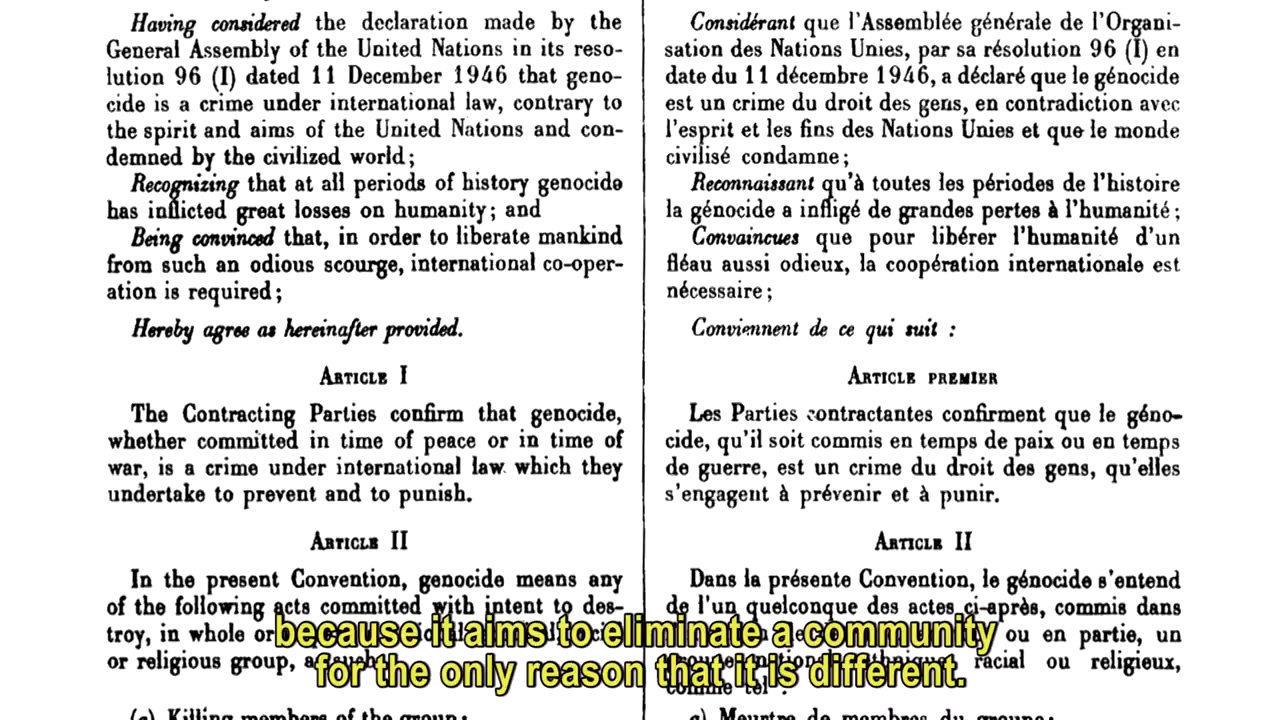 Having considered the declaration made by the
General Assembly of the United Nations in its reso-
lution 96 (I) dated 11 December 1946 that geno-
cide is a crime under international law, contrary to
the spirit and aims of the United Nations and con-
demned by the civilized world;
Recognizing that at all periods of history genocide
has inflicted great losses on humanity; and
Being convinced that, in order to liberate mankind
from such an odious scourge, international co-oper-
ation is required;
Hereby agree as hereinafter provided.
Article I
The Contracting Parties confirm that genocide,
whether committed in time of peace or in time of
war, is a crime under international law which they
undertake to prevent and to punish.
Article II
In the present Convention, genocide means any
of the following acts committed with intent to des-
troy, in whole or
or religious group,
(a) Killing members of the group;
Considérant que l'Assemblée générale de l'Organi-
sation des Nations Unies, par sa résolution 96 (I) en
date du 11 décembre 1946, a déclaré que le génocide
est un crime du droit des gens, en contradiction avec
l'esprit et les fins des Nations Unies et que le monde
civilisé condamne;
Reconnaissant qu'à toutes les périodes de l'histoire
la génocide a infligé de grandes pertes à l'humanité;
Convaincues que pour libérer l'humanité d'un
fléau aussi odieux, la coopération internationale est
nécessaire;
Conviennent de ce qui suit :
Article premier
Les Parties contractantes confirment que le géno-
cide, qu'il soit commis en temps de paix ou en temps
de guerre, est un crime du droit des gens, qu'elles
s'engagent à prévenir et à punir.
Article II
Dans la présente Convention, le génocide s'entend
de l'un quelconque des actes ci-après, commis dans
ou en partie, un
racial ou religieux,
comme tel :
a) Meurtre de membres du groupe;
because it aims to eliminate a community
for the only reason that it is different.